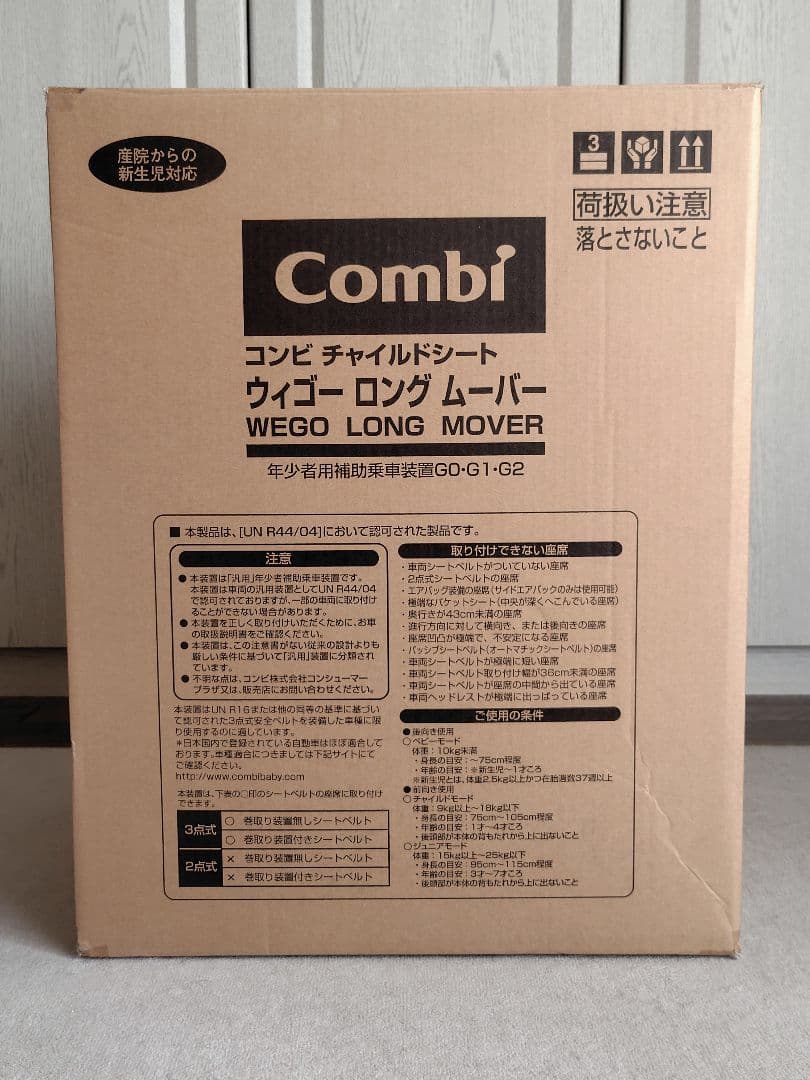 産院からの
新生児対応
3
荷扱い注意
落とさないこと
Combi
コンビ チャイルドシート
ウィゴー ロング ムーバー
WEGO LONG MOVER
年少者用補助乗車装置G0・G1・G2
■ 本製品は、[UN R44/04]において認可された製品です。
注意
● 本装置は「汎用」年少者補助乗車装置です。
本装置は車両の汎用装置としてUN R44/04
で認可されておりますが、一部の車両に取り付け
ることができない場合があります。
● 本装置を正しく取り付けいただくために、お車
の取扱説明書をご確認ください。
● 本装置は、この注意書がない従来の設計よりも
厳しい条件に基づいて「汎用」装置に分類され
ています。
● 不明な点は、コンビ株式会社コンシューマー
プラザ又は、販売店にお問い合わせください。
本装置はUN R16または他の同等の基準に基づい
て認可された3点式安全ベルトを装備した車種に限
り使用するのに適しています。
＊日本国内で登録されている自動車はほぼ適合して
おります。車種適合につきましては下記サイトにて
ご確認ください。
http://www.combibaby.com
本装置は、下表の○印のシートベルトの座席に取り付け
できます。
3点式
○ 巻取り装置無しシートベルト
○ 巻取り装置付きシートベルト
2点式
× 巻取り装置無しシートベルト
× 巻取り装置付きシートベルト
取り付けできない座席
・車両シートベルトがついていない座席
・2点式シートベルトの座席
・エアバッグ装備の座席(サイドエアバックのみは使用可能)
・極端なバケットシート(中央が深くへこんでいる座席)
・奥行きが43cm未満の座席
・進行方向に対して横向き、または後向きの座席
・座席凹凸が極端で、不安定になる座席
・パッシブシートベルト(オートマチックシートベルト)の座席
・車両シートベルトが極端に短い座席
・車両シートベルト取り付け幅が36cm未満の座席
・車両シートベルトが座席の中間から出ている座席
・車両ヘッドレストが極端に出っぱっている座席
ご使用の条件
● 後向き使用
○ベビーモード
体重：10kg未満
・身長の目安：～75cm程度
・年齢の目安：※新生児～1才ころ
※新生児とは、体重2.5kg以上かつ在胎週数37週以上
● 前向き使用
○チャイルドモード
体重：9kg以上～18kg以下
・身長の目安：75cm～105cm程度
・年齢の目安：1才～4才ころ
・後頭部が本体の背もたれから上に出ないこと
○ジュニアモード
体重：15kg以上～25kg以下
・身長の目安：95cm～115cm程度
・年齢の目安：3才～7才ころ
・後頭部が本体の背もたれから上に出ないこと